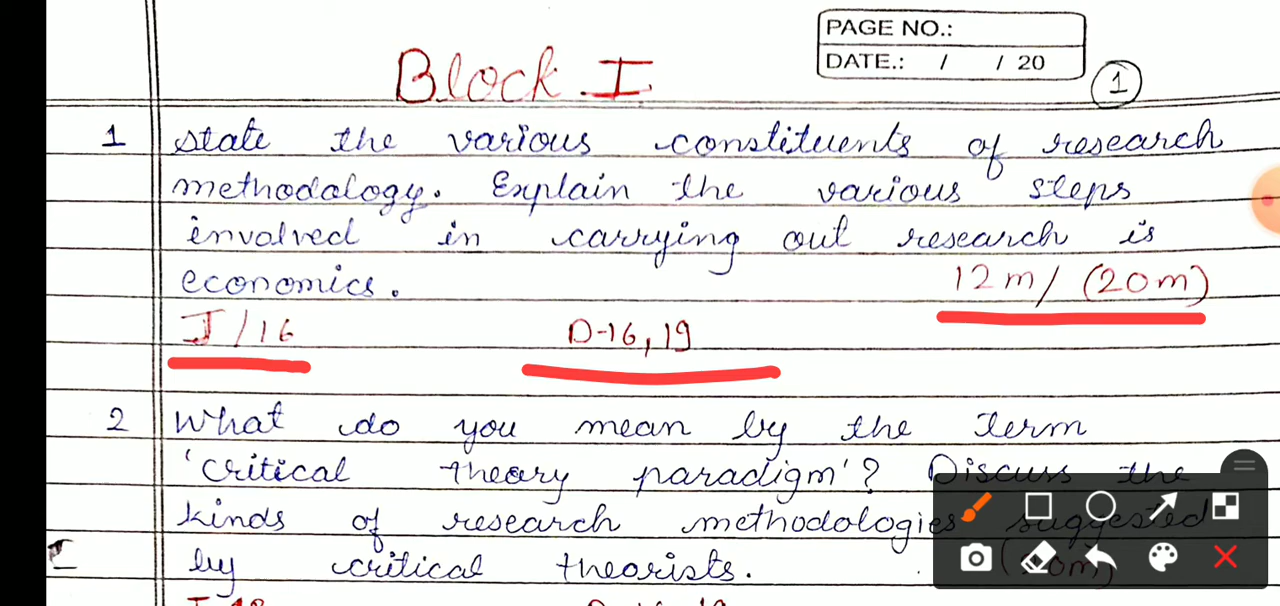 PAGE NO.:
DATE.: / / 20
Block I
1
1 state the various constituents of research
methodology. Explain the various steps
involved in carrying out research is
economics. 12m/ (20m)
J/16 D-16, 19
2 What do you mean by the term
'critical theory paradigm'? Discuss the
kinds of research methodologies suggested
by critical theorists.